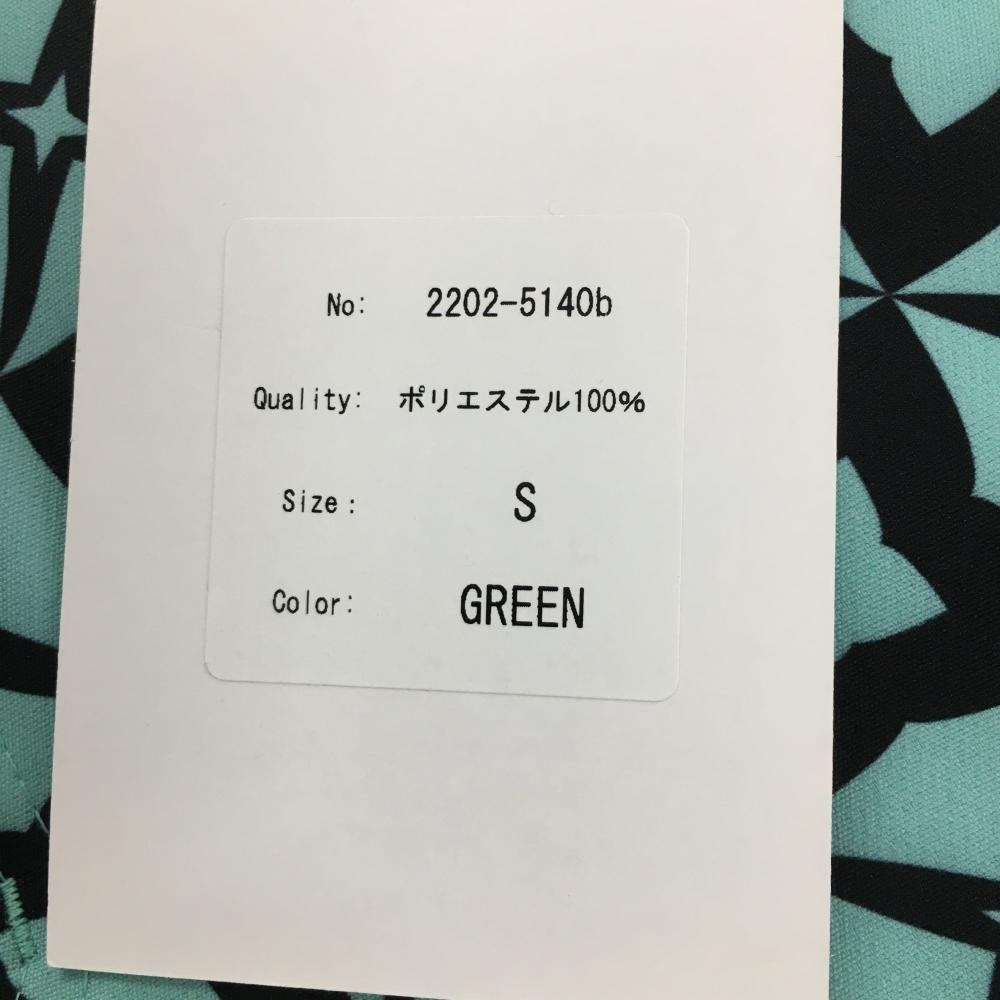 No: 2202-5140b
Quality: ポリエステル100%
Size: S
Color: GREEN